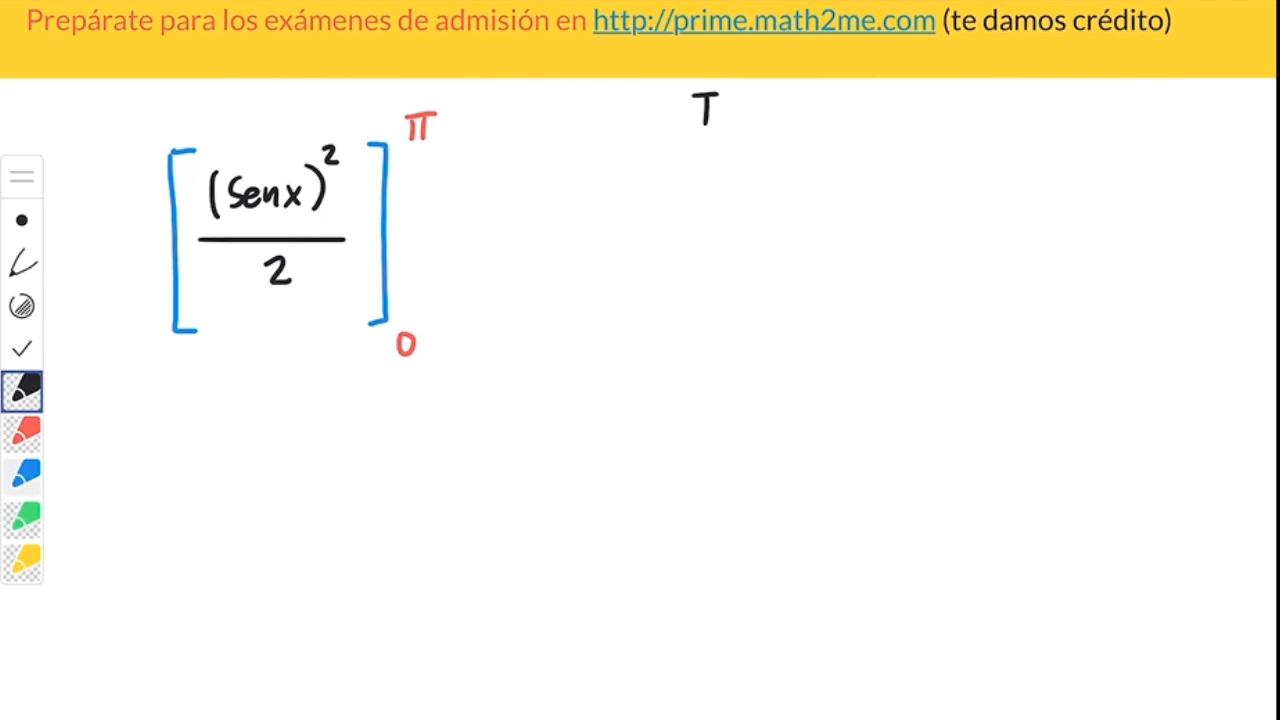 Prepárate para los exámenes de admisión en http://prime.math2me.com (te damos crédito)
T
π
(Senx)²
2
0